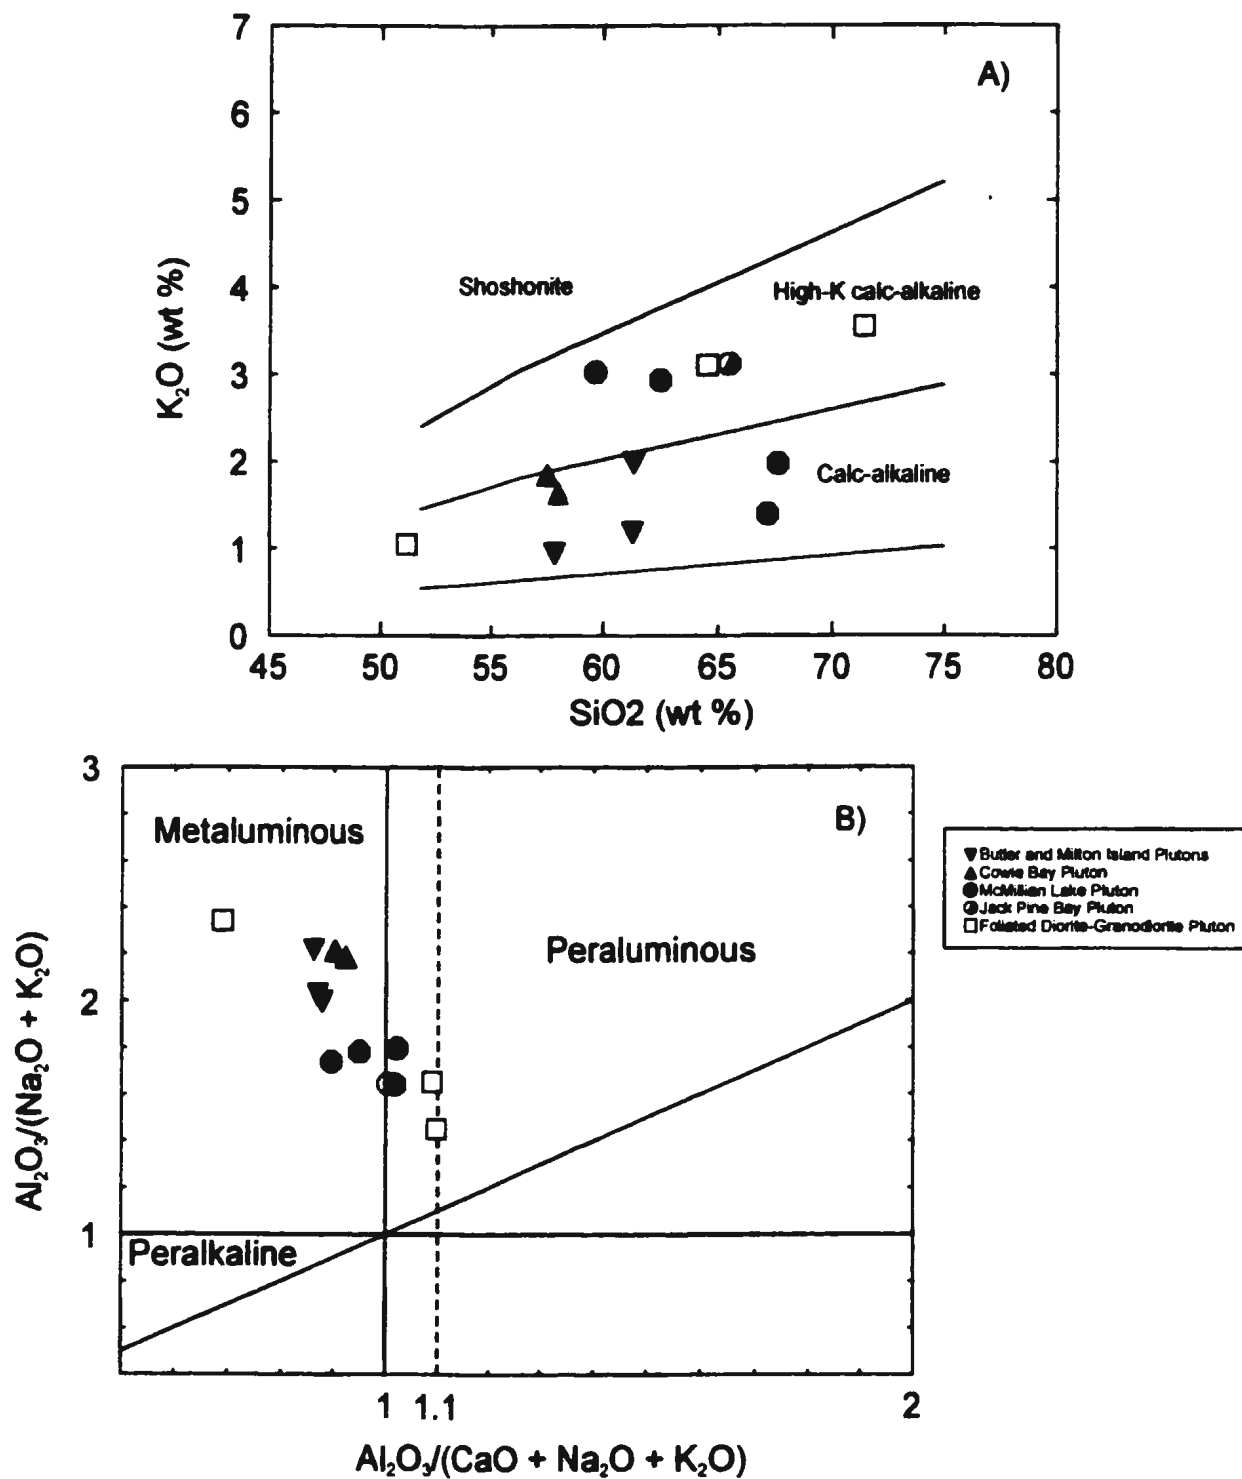 7
A)
6
5
Shoshonite
High-K calc-alkaline
4
K₂O (wt %)
3
2
Calc-alkaline
1
0
45 50 55 60 65 70 75 80
SiO2 (wt %)
3
Metaluminous
B)
▼Butler and Milton Island Plutons
▲Cowie Bay Pluton
●McMillian Lake Pluton
Jack Pine Bay Pluton
□Foliated Diorite-Granodiorite Pluton
Peraluminous
Al₂O₃/(Na₂O + K₂O)
2
1
Peralkaline
1 1.1 2
Al₂O₃/(CaO + Na₂O + K₂O)